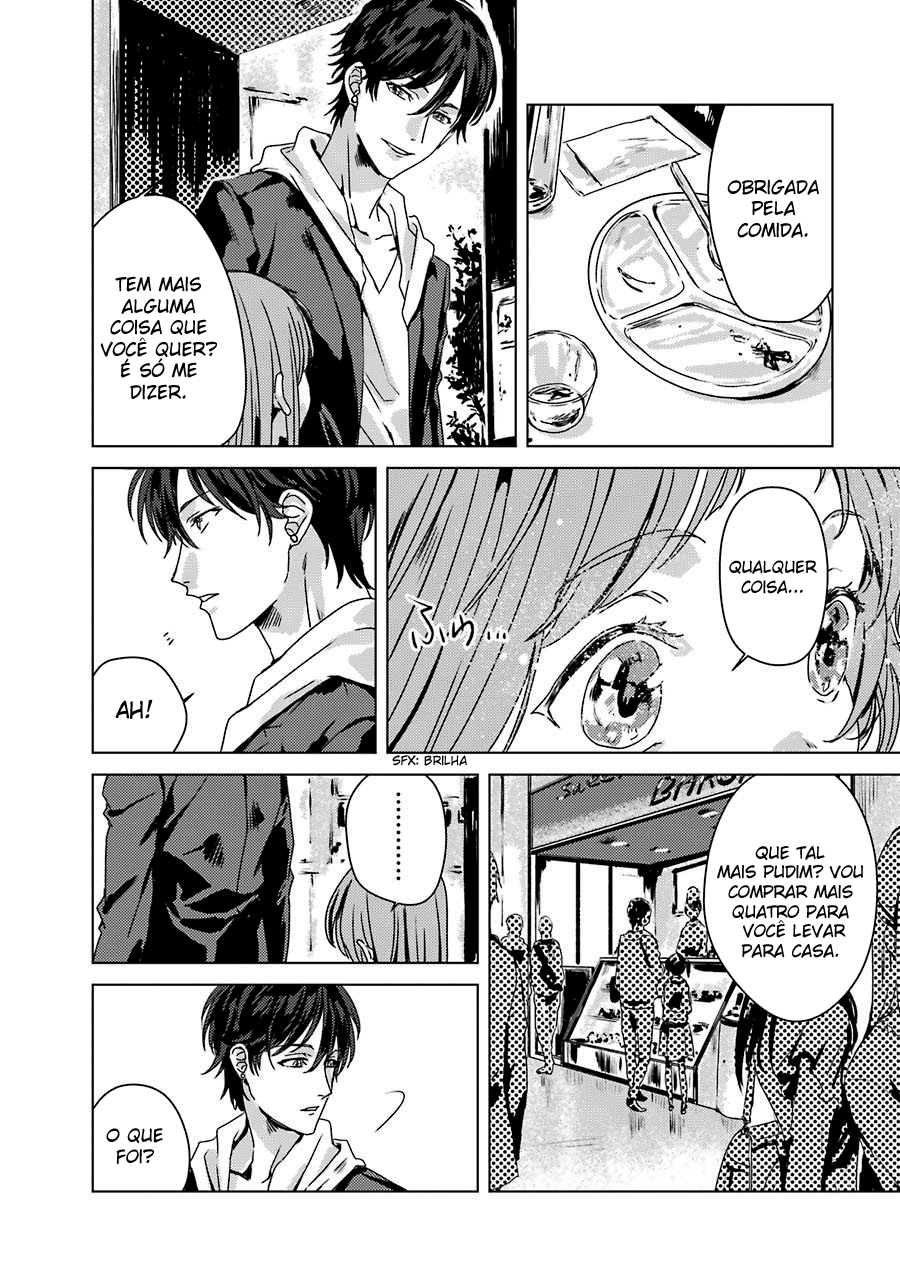 OBRIGADA
PELA
COMIDA.
TEM MAIS
ALGUMA
COISA QUE
VOCÊ QUER?
É SÓ ME
DIZER.
QUALQUER
COISA...
ふわ...
SFX: BRILHA
AH!
QUE TAL
MAIS PUDIM? VOU
COMPRAR MAIS
QUATRO PARA
VOCÊ LEVAR
PARA CASA.
.........
O QUE
FOI?